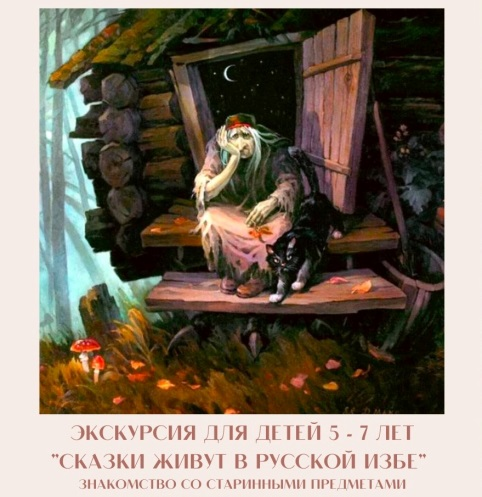 ЭКСКУРСИЯ ДЛЯ ДЕТЕЙ 5 - 7 ЛЕТ
"СКАЗКИ ЖИВУТ В РУССКОЙ ИЗБЕ"
ЗНАКОМСТВО СО СТАРИННЫМИ ПРЕДМЕТАМИ